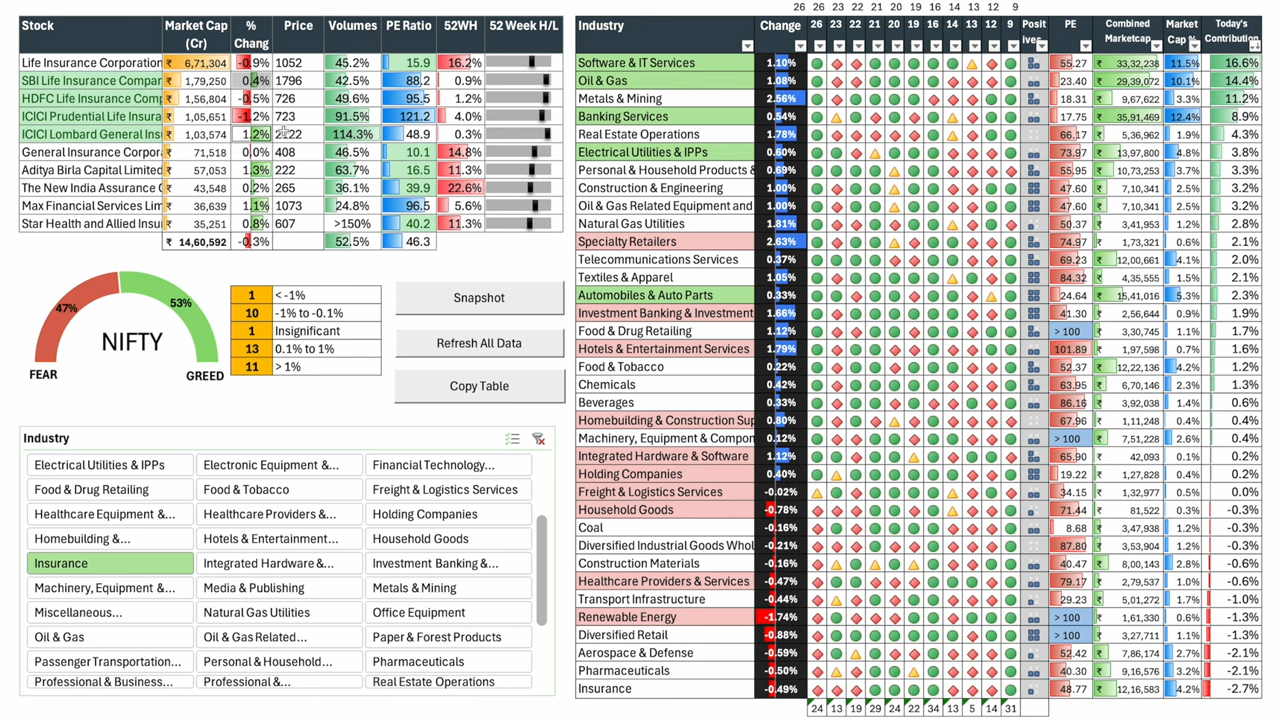 26 26 23 22 21 20 19 16 14 13 12 9
Stock Market Cap (Cr) % Chang Price Volumes PE Ratio 52WH 52 Week H/L
Life Insurance Corporation ₹ 6,71,304 -0.9% 1052 45.2% 15.9 16.2%
SBI Life Insurance Compan ₹ 1,79,250 0.4% 1796 42.5% 88.2 0.9%
HDFC Life Insurance Comp ₹ 1,56,804 -0.5% 726 49.6% 95.5 1.2%
ICICI Prudential Life Insura ₹ 1,05,651 -1.2% 723 91.5% 121.2 4.0%
ICICI Lombard General Ins ₹ 1,03,574 1.2% 114.3% 48.9 0.3%
General Insurance Corpora ₹ 71,518 0.0% 408 46.5% 10.1 14.8%
Aditya Birla Capital Limited ₹ 57,053 1.3% 222 63.7% 16.5 11.3%
The New India Assurance C ₹ 43,548 0.2% 265 36.1% 39.9 22.6%
Max Financial Services Lim ₹ 36,639 1.1% 1073 24.8% 96.5 5.6%
Star Health and Allied Insu ₹ 35,251 0.8% 607 >150% 40.2 11.3%
₹ 14,60,592 -0.3% 52.5% 46.3
47% 53%
NIFTY
FEAR GREED
1 < -1%
10 -1% to -0.1%
1 Insignificant
13 0.1% to 1%
11 > 1%
Snapshot
Refresh All Data
Copy Table
Industry
Electrical Utilities & IPPs Electronic Equipment &... Financial Technology...
Food & Drug Retailing Food & Tobacco Freight & Logistics Services
Healthcare Equipment &... Healthcare Providers &... Holding Companies
Homebuilding &... Hotels & Entertainment... Household Goods
Insurance Integrated Hardware &... Investment Banking &...
Machinery, Equipment &... Media & Publishing Metals & Mining
Miscellaneous... Natural Gas Utilities Office Equipment
Oil & Gas Oil & Gas Related... Paper & Forest Products
Passenger Transportation... Personal & Household... Pharmaceuticals
Professional & Business... Professional &... Real Estate Operations
Industry Change 26 23 22 21 20 19 16 14 13 12 9 Posit ives PE Combined Marketcap Market Cap % Today's Contribution
Software & IT Services 1.10% 55.27 ₹ 33,32,238 11.5% 16.6%
Oil & Gas 1.08% 23.40 ₹ 29,39,072 10.1% 14.4%
Metals & Mining 2.56% 18.31 ₹ 9,67,622 3.3% 11.2%
Banking Services 0.54% 17.75 ₹ 35,91,469 12.4% 8.9%
Real Estate Operations 1.78% 66.17 ₹ 5,36,962 1.9% 4.3%
Electrical Utilities & IPPs 0.60% 73.97 ₹ 13,97,800 4.8% 3.8%
Personal & Household Products & 0.69% 55.95 ₹ 10,73,253 3.7% 3.3%
Construction & Engineering 1.00% 47.60 ₹ 7,10,341 2.5% 3.2%
Oil & Gas Related Equipment and 1.00% 47.60 ₹ 7,10,341 2.5% 3.2%
Natural Gas Utilities 1.81% 50.37 ₹ 3,41,953 1.2% 2.8%
Specialty Retailers 2.63% 74.97 ₹ 1,73,321 0.6% 2.1%
Telecommunications Services 0.37% 69.23 ₹ 12,00,661 4.1% 2.0%
Textiles & Apparel 1.05% 84.32 ₹ 4,35,555 1.5% 2.1%
Automobiles & Auto Parts 0.33% 24.64 ₹ 15,41,016 5.3% 2.3%
Investment Banking & Investment 1.66% 41.30 ₹ 2,56,644 0.9% 1.9%
Food & Drug Retailing 1.12% > 100 ₹ 3,30,745 1.1% 1.7%
Hotels & Entertainment Services 1.79% 101.89 ₹ 1,97,598 0.7% 1.6%
Food & Tobacco 0.22% 52.37 ₹ 12,22,136 4.2% 1.2%
Chemicals 0.42% 63.95 ₹ 6,70,146 2.3% 1.3%
Beverages 0.33% 86.16 ₹ 3,92,038 1.4% 0.6%
Homebuilding & Construction Sup 0.80% 67.96 ₹ 1,11,248 0.4% 0.4%
Machinery, Equipment & Compon 0.12% > 100 ₹ 7,51,228 2.6% 0.4%
Integrated Hardware & Software 1.12% 65.90 ₹ 42,093 0.1% 0.2%
Holding Companies 0.40% 19.22 ₹ 1,27,828 0.4% 0.2%
Freight & Logistics Services -0.02% 34.15 ₹ 1,32,977 0.5% 0.0%
Household Goods -0.78% 71.44 ₹ 81,522 0.3% -0.3%
Coal -0.16% 8.68 ₹ 3,47,938 1.2% -0.3%
Diversified Industrial Goods Whol -0.21% 87.80 ₹ 3,53,904 1.2% -0.3%
Construction Materials -0.16% 40.47 ₹ 8,00,143 2.8% -0.6%
Healthcare Providers & Services -0.47% 79.17 ₹ 2,79,537 1.0% -0.6%
Transport Infrastructure -0.44% 29.23 ₹ 5,01,272 1.7% -1.0%
Renewable Energy -1.74% > 100 ₹ 1,61,330 0.6% -1.3%
Diversified Retail -0.88% > 100 ₹ 3,27,711 1.1% -1.3%
Aerospace & Defense -0.59% 52.42 ₹ 7,86,174 2.7% -2.1%
Pharmaceuticals -0.50% 40.30 ₹ 9,16,576 3.2% -2.1%
Insurance -0.49% 48.77 ₹ 12,16,583 4.2% -2.7%
24 13 19 29 24 22 34 13 5 14 31